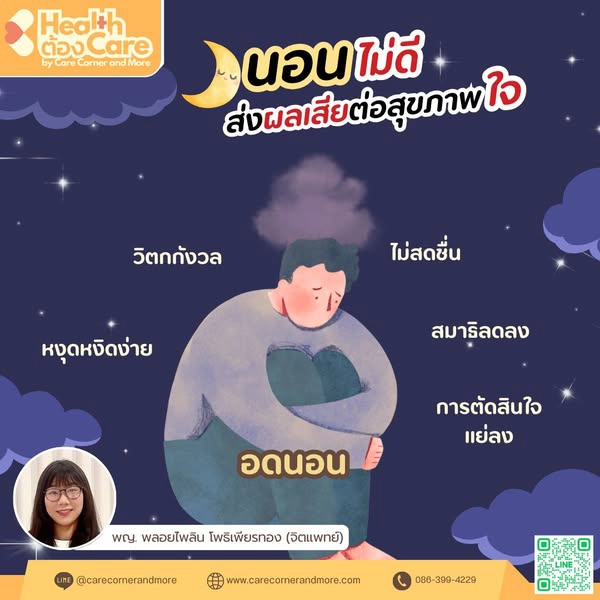 Health
ต้อง Care
by Care Corner and More
นอนไม่ดี
ส่งผลเสียต่อสุขภาพใจ
วิตกกังวล
ไม่สดชื่น
หงุดหงิดง่าย
สมาธิลดลง
การตัดสินใจ
แย่ลง
อดนอน
พญ. พลอยไพลิน โพธิเพียรทอง (จิตแพทย์)
LINE @carecornerandmore www.carecornerandmore.com 086-399-4229
LINE